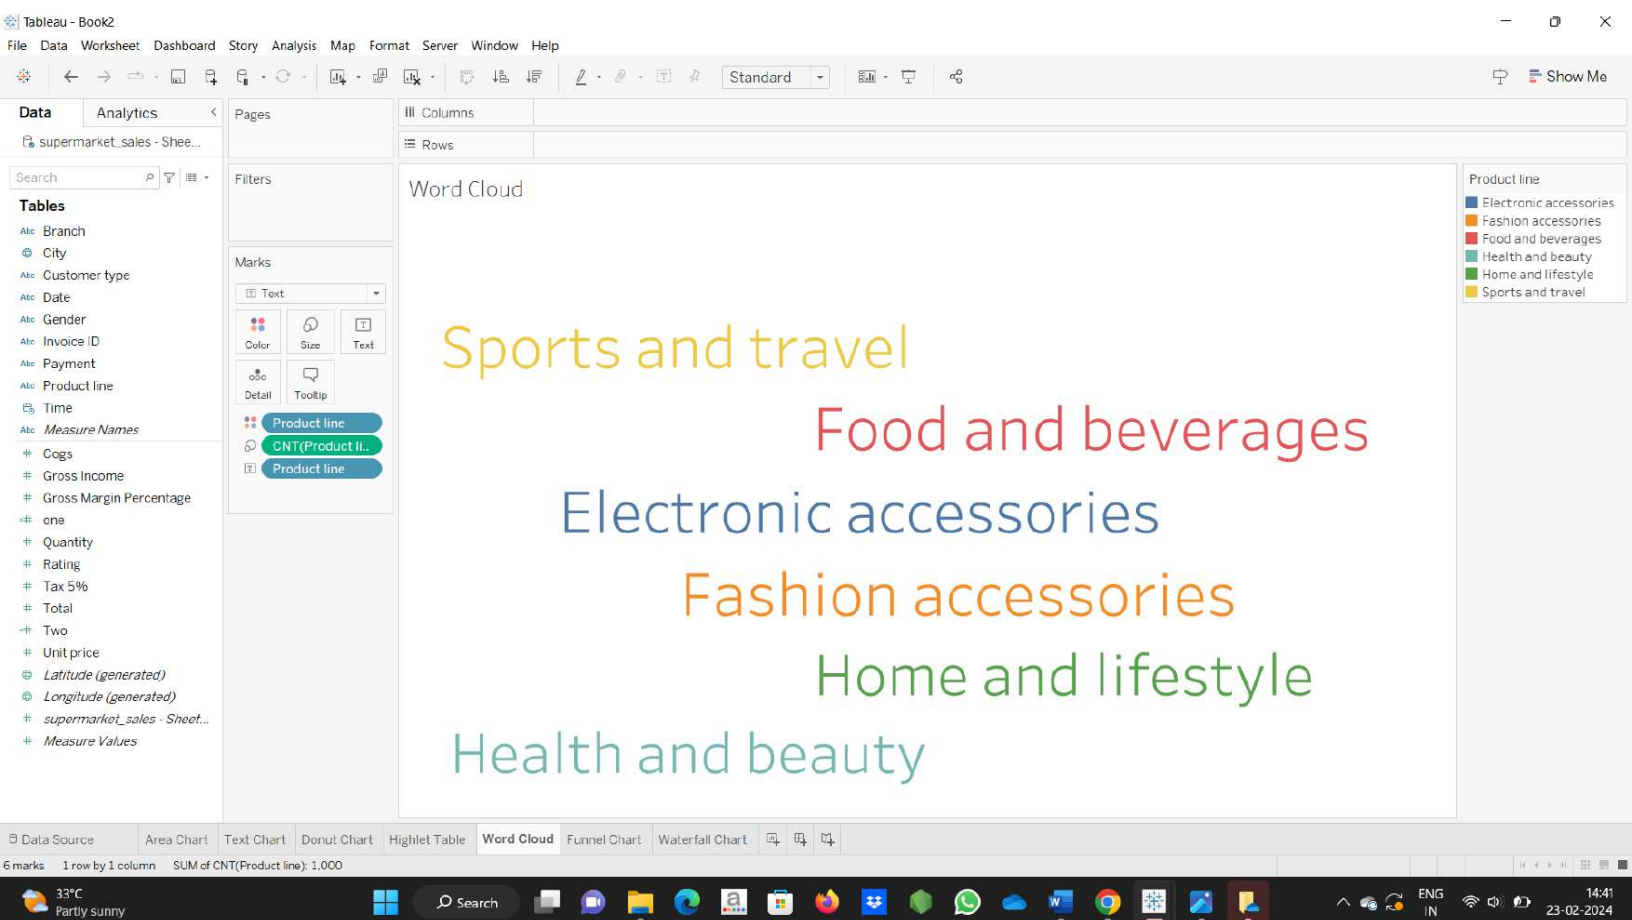 Tableau - Book2
File Data Worksheet Dashboard Story Analysis Map Format Server Window Help
Standard
Show Me
Data Analytics
supermarket_sales - Shee...
Search
Tables
Abc Branch
City
Abc Customer type
Abc Date
Abc Gender
Abc Invoice ID
Abc Payment
Abc Product line
Time
Abc Measure Names
# Cogs
# Gross Income
# Gross Margin Percentage
=# one
# Quantity
# Rating
# Tax 5%
# Total
=# Two
# Unit price
Latitude (generated)
Longitude (generated)
# supermarket_sales - Sheet...
# Measure Values
Pages
Filters
Marks
Text
Color Size Text
Detail Tooltip
Product line
CNT(Product li..
Product line
Columns
Rows
Word Cloud
Sports and travel
Food and beverages
Electronic accessories
Fashion accessories
Home and lifestyle
Health and beauty
Product line
Electronic accessories
Fashion accessories
Food and beverages
Health and beauty
Home and lifestyle
Sports and travel
Data Source Area Chart Text Chart Donut Chart Highlet Table Word Cloud Funnel Chart Waterfall Chart
6 marks 1 row by 1 column SUM of CNT(Product line): 1,000
33°C
Partly sunny
Search
ENG
IN
14:41
23-02-2024